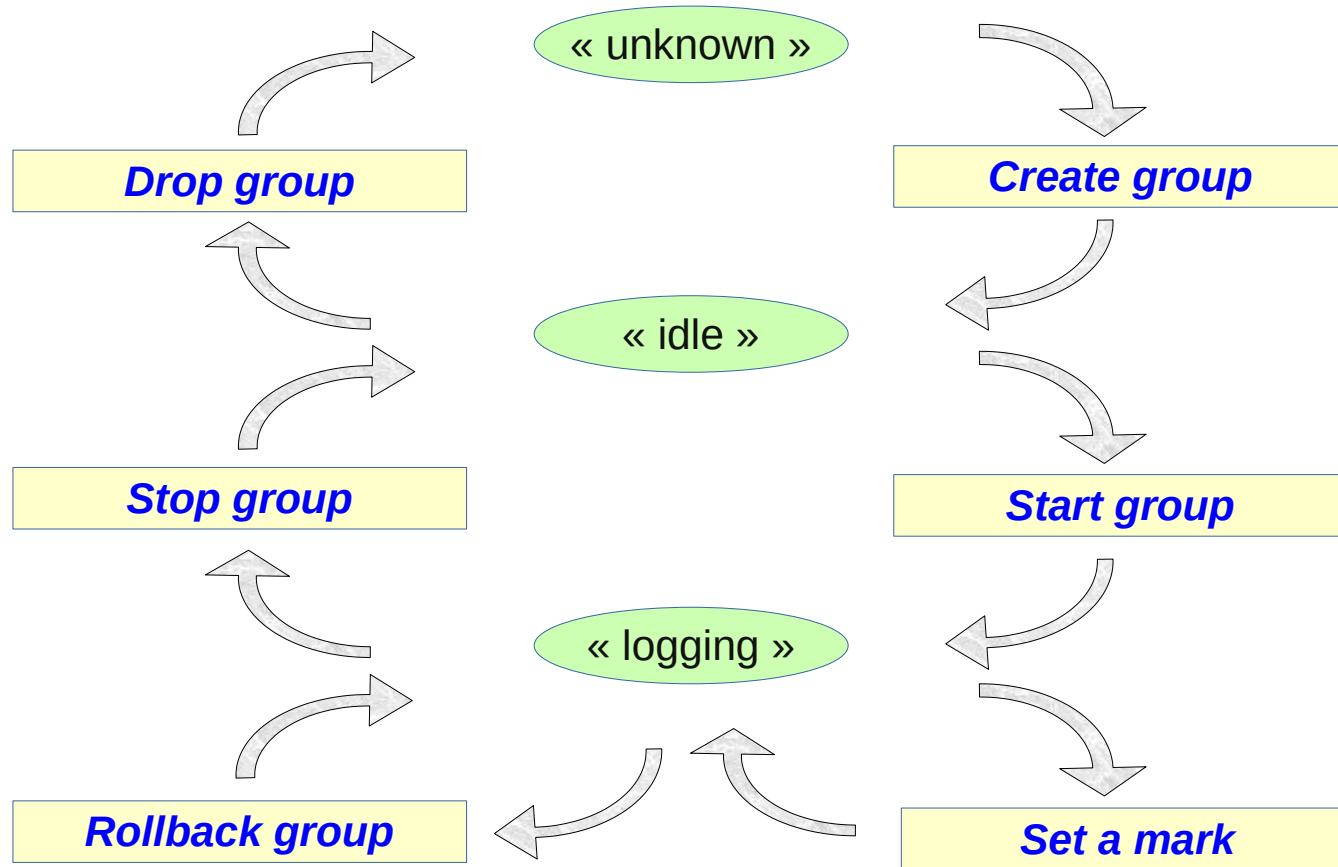 « unknown »
Drop group
Create group
« idle »
Stop group
Start group
« logging »
Rollback group
Set a mark